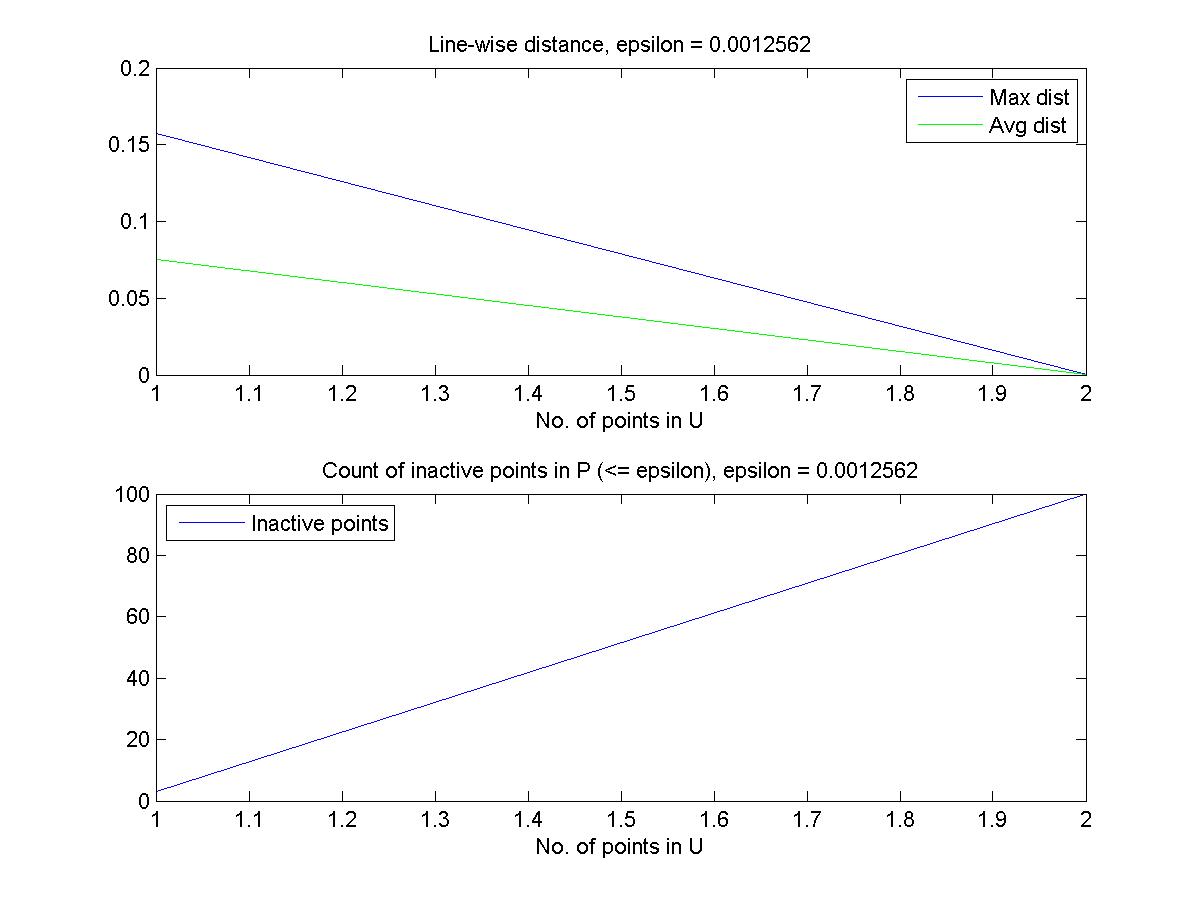 Line-wise distance, epsilon = 0.0012562
0.2
0.15
0.1
0.05
0
Max dist
Avg dist
1 1.1 1.2 1.3 1.4 1.5 1.6 1.7 1.8 1.9 2
No. of points in U
Count of inactive points in P (<= epsilon), epsilon = 0.0012562
100
80
60
40
20
0
Inactive points
1 1.1 1.2 1.3 1.4 1.5 1.6 1.7 1.8 1.9 2
No. of points in U